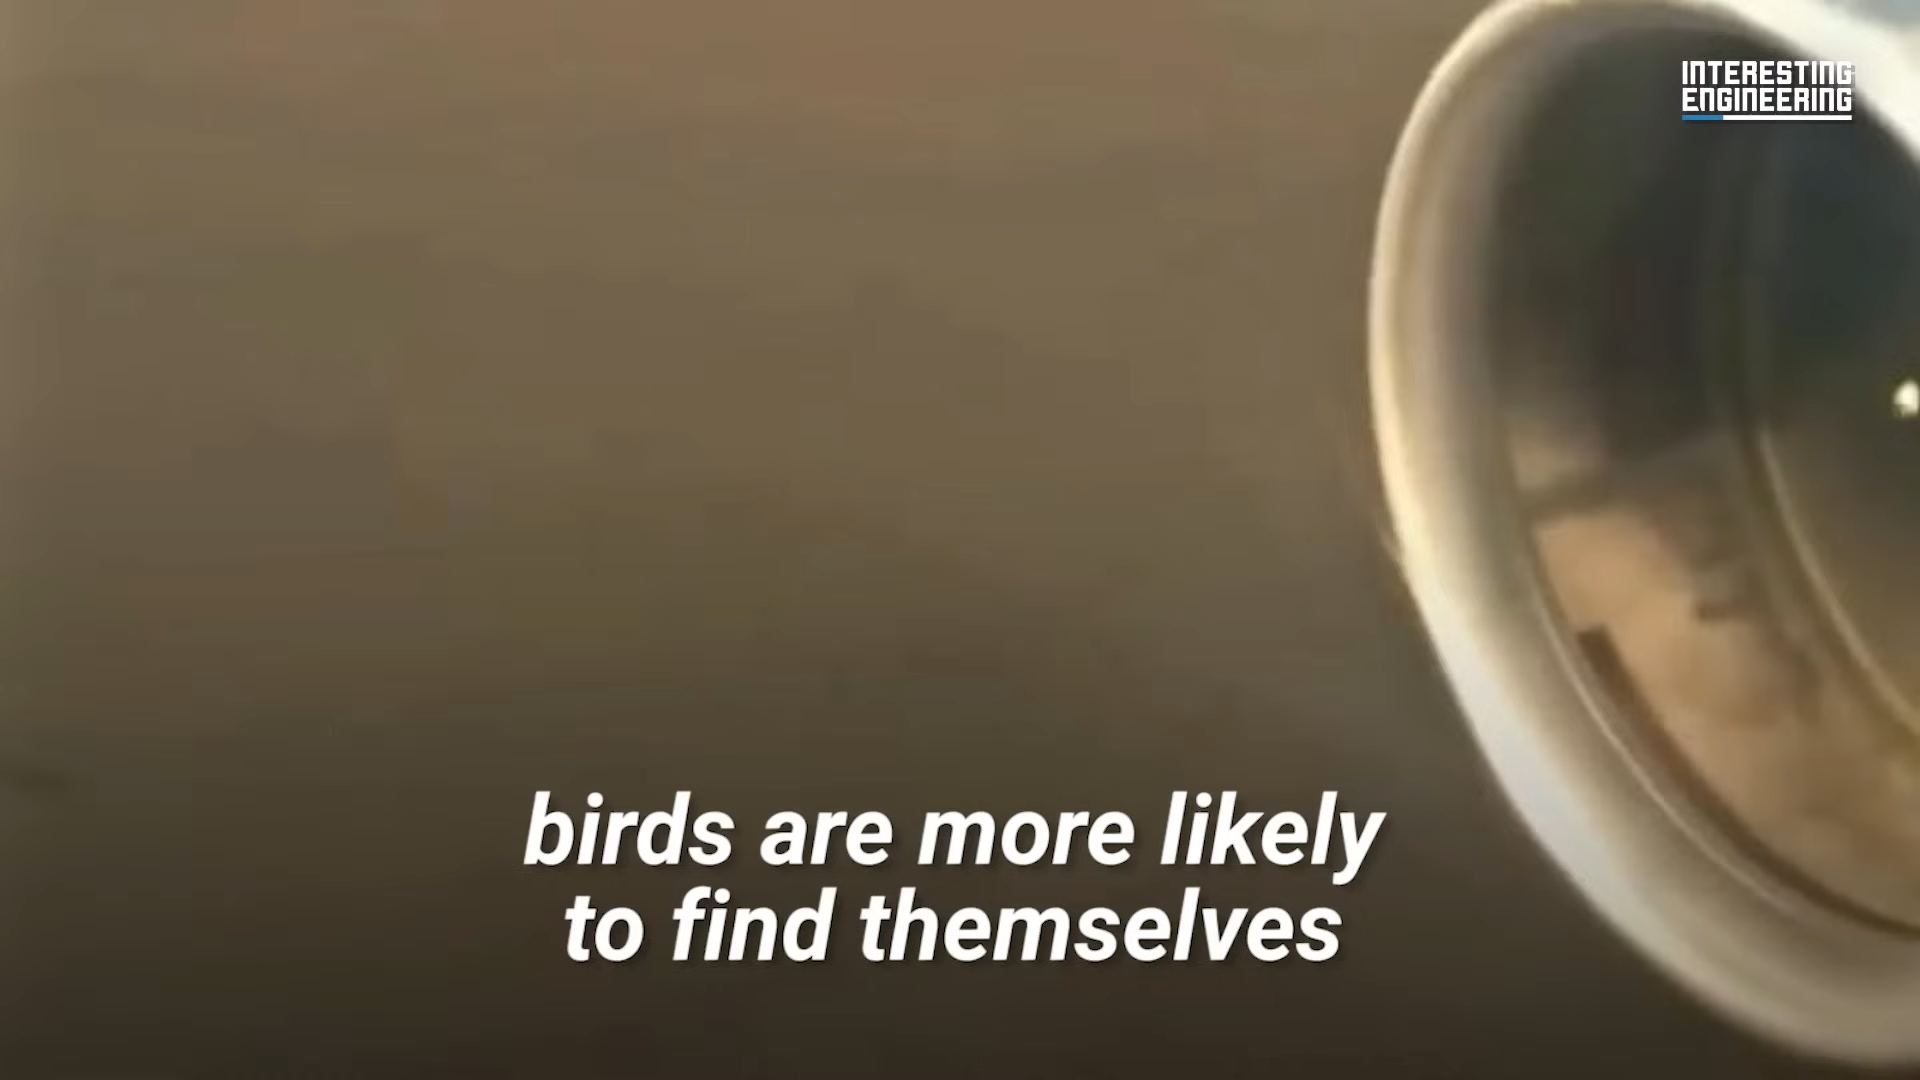 INTERESTING
ENGINEERING
birds are more likely
to find themselves